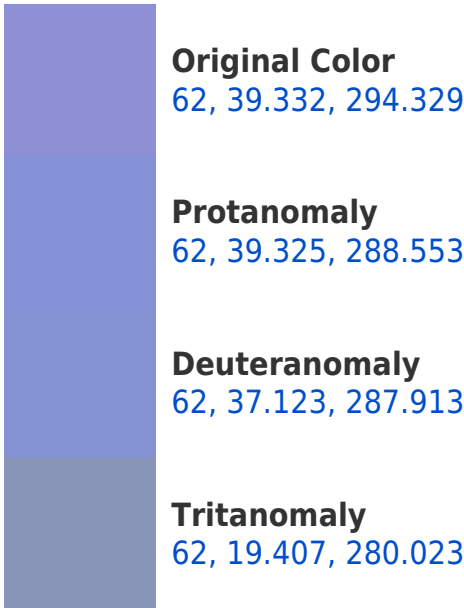 Original Color
62, 39.332, 294.329
Protanomaly
62, 39.325, 288.553
Deuteranomaly
62, 37.123, 287.913
Tritanomaly
62, 19.407, 280.023